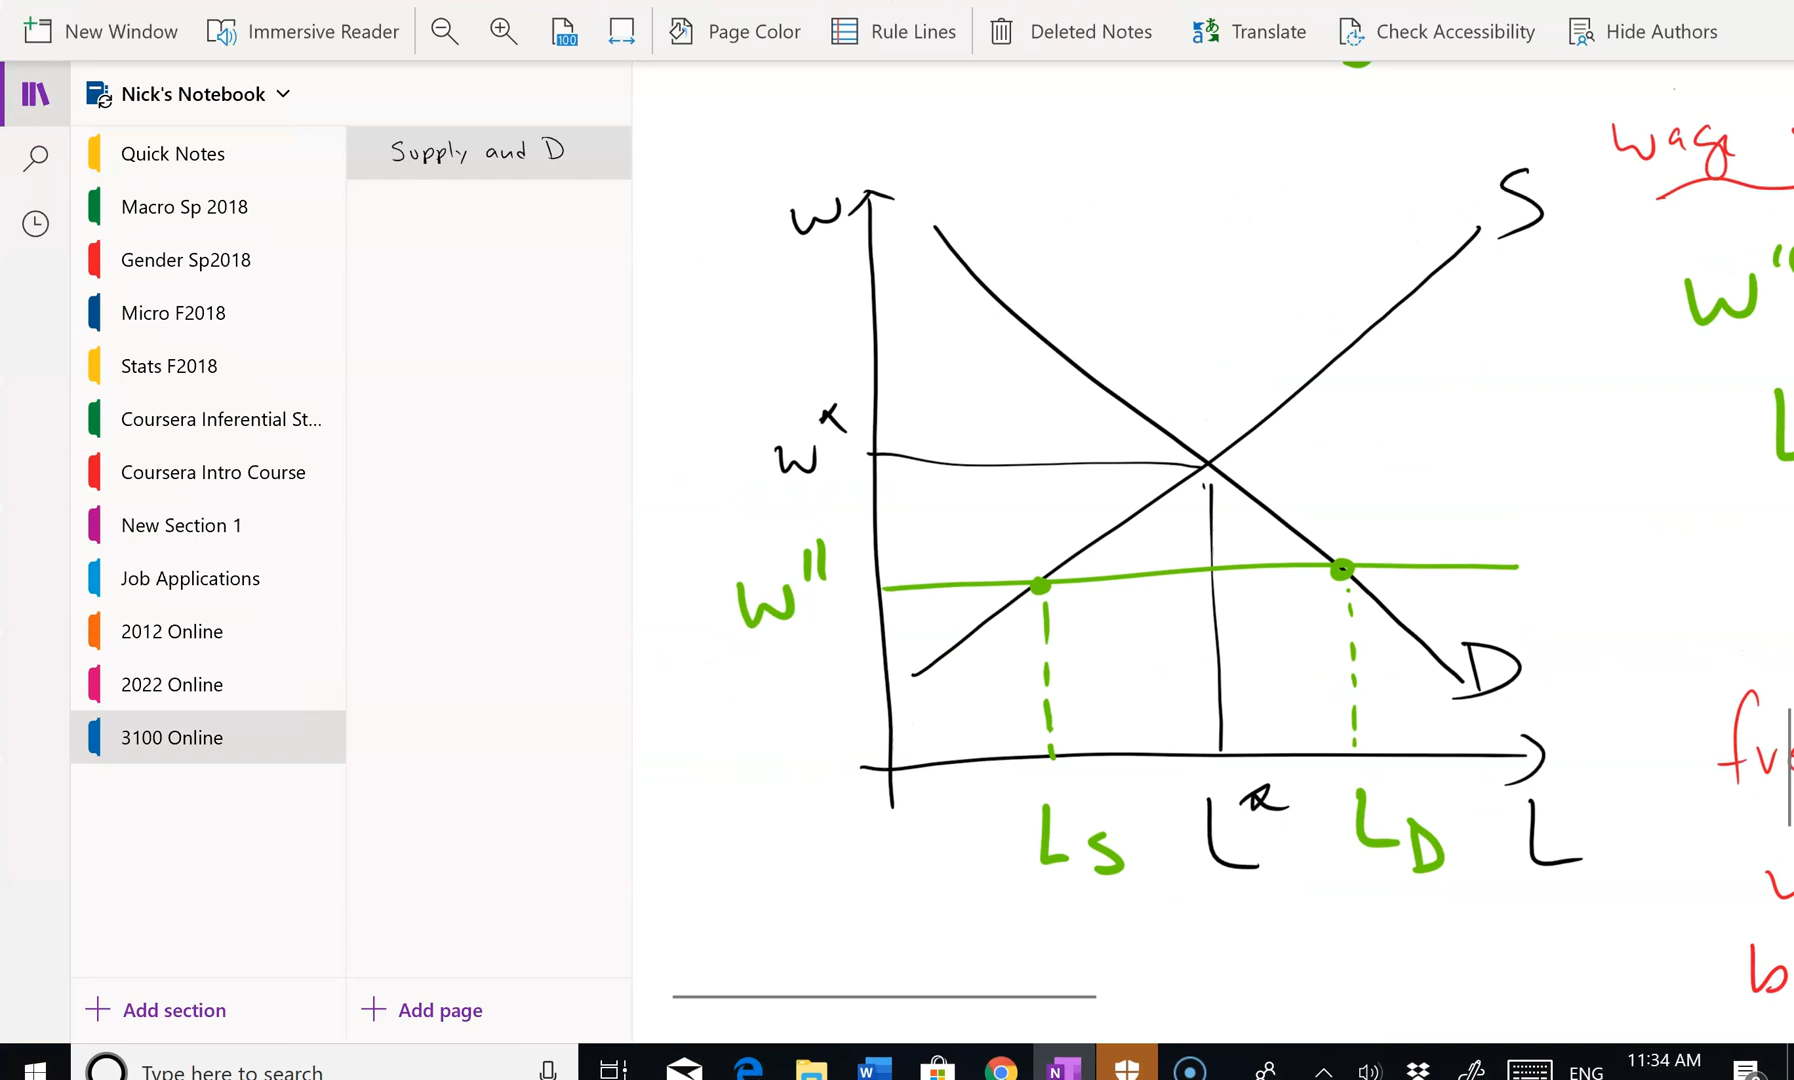 New Window
Immersive Reader
100
Page Color
Rule Lines
Deleted Notes
Translate
Check Accessibility
Hide Authors
Nick's Notebook
Quick Notes
Macro Sp 2018
Gender Sp2018
Micro F2018
Stats F2018
Coursera Inferential St...
Coursera Intro Course
New Section 1
Job Applications
2012 Online
2022 Online
3100 Online
Add section
Supply and D
Add page
wage
S
W
W"
W*
L
W"
D
LS
L*
LD
L
b
Type here to search
ENG
11:34 AM